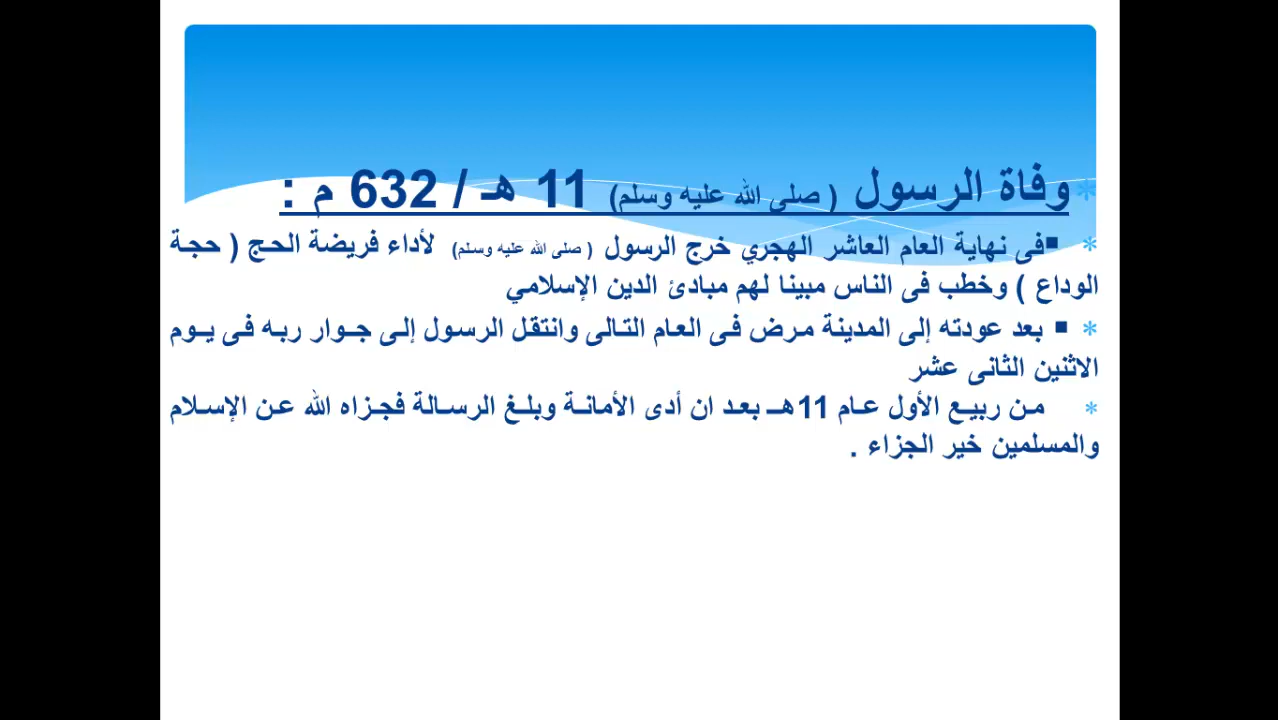 * وفاة الرسول ( صلى الله عليه وسلم) 11 هـ / 632 م :
* ▪فى نهاية العام العاشر الهجري خرج الرسول ( صلى الله عليه وسلم) لأداء فريضة الحج ( حجة
الوداع ) وخطب فى الناس مبينا لهم مبادئ الدين الإسلامي
* ▪ بعد عودته إلى المدينة مرض فى العام التالى وانتقل الرسول إلى جوار ربه فى يوم
الاثنين الثانى عشر
* من ربيع الأول عام 11هـ بعد ان أدى الأمانة وبلغ الرسالة فجزاه الله عن الإسلام
والمسلمين خير الجزاء .